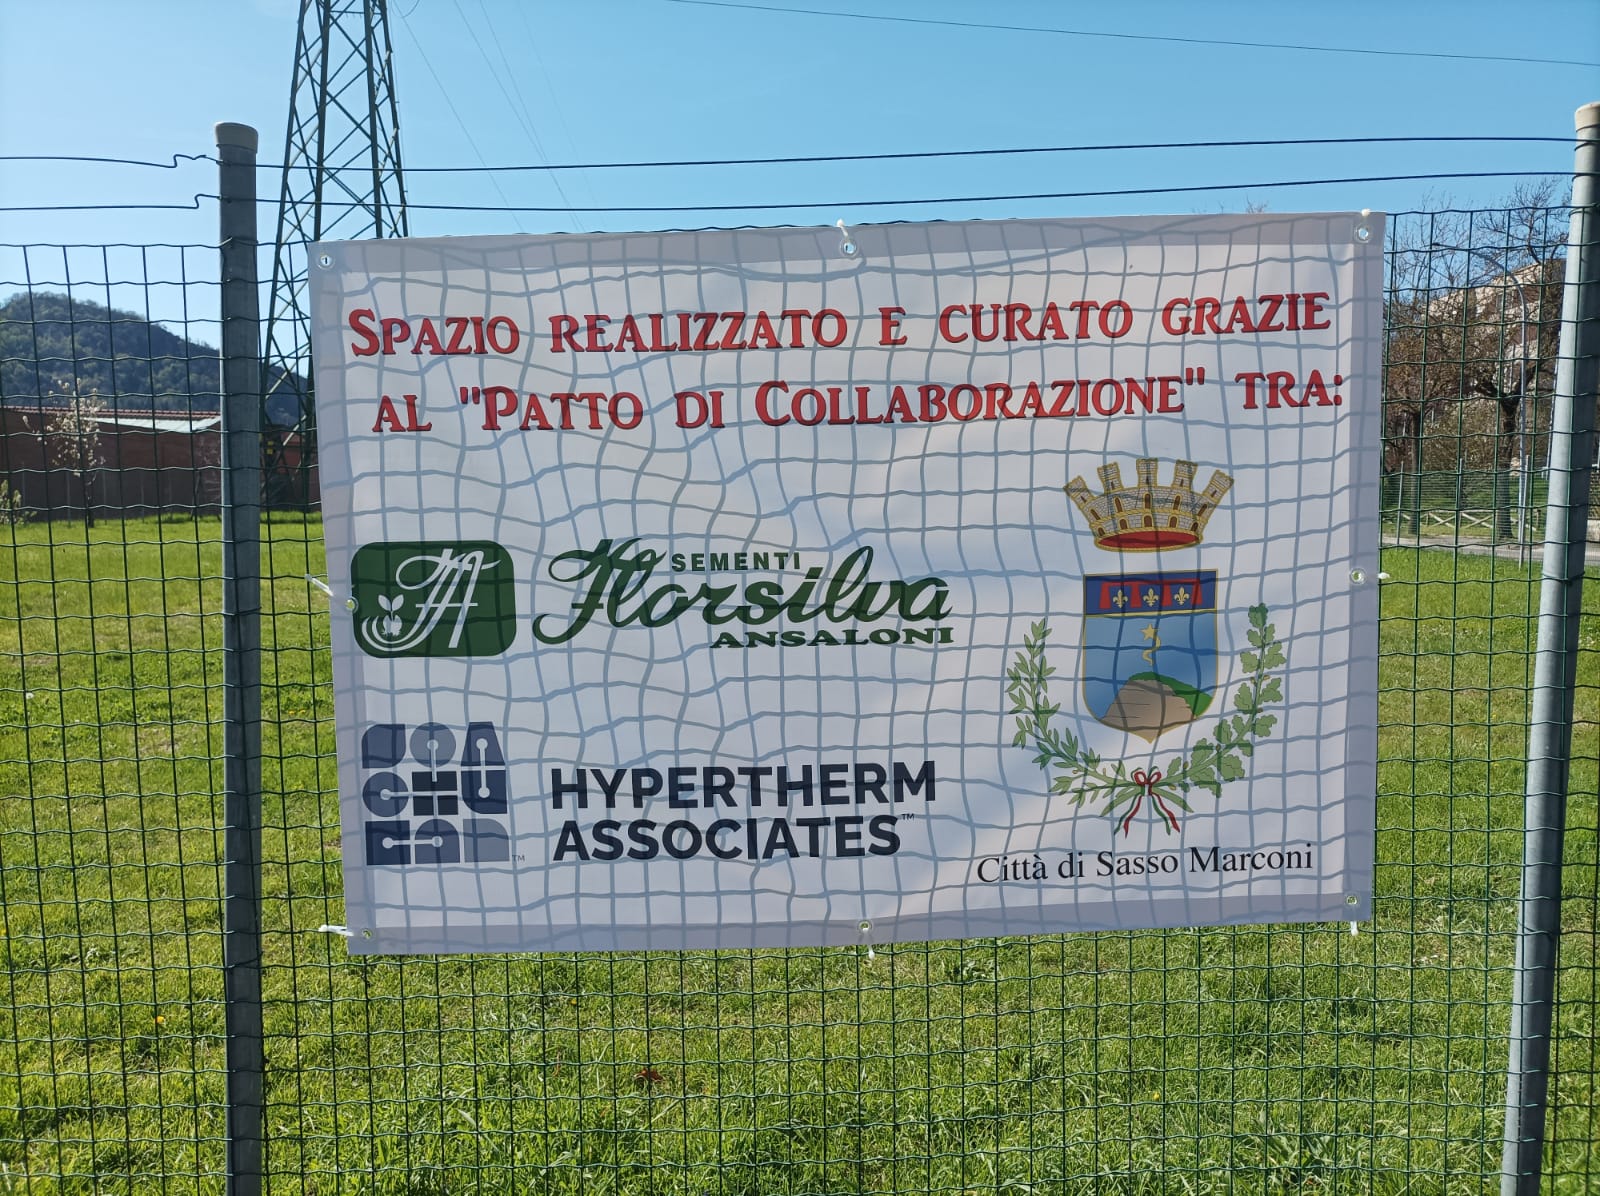 SPAZIO REALIZZATO E CURATO GRAZIE
AL "PATTO DI COLLABORAZIONE" TRA:
SEMENTI
Florsilva
ANSALONI
HYPERTHERM
ASSOCIATES™
Città di Sasso Marconi